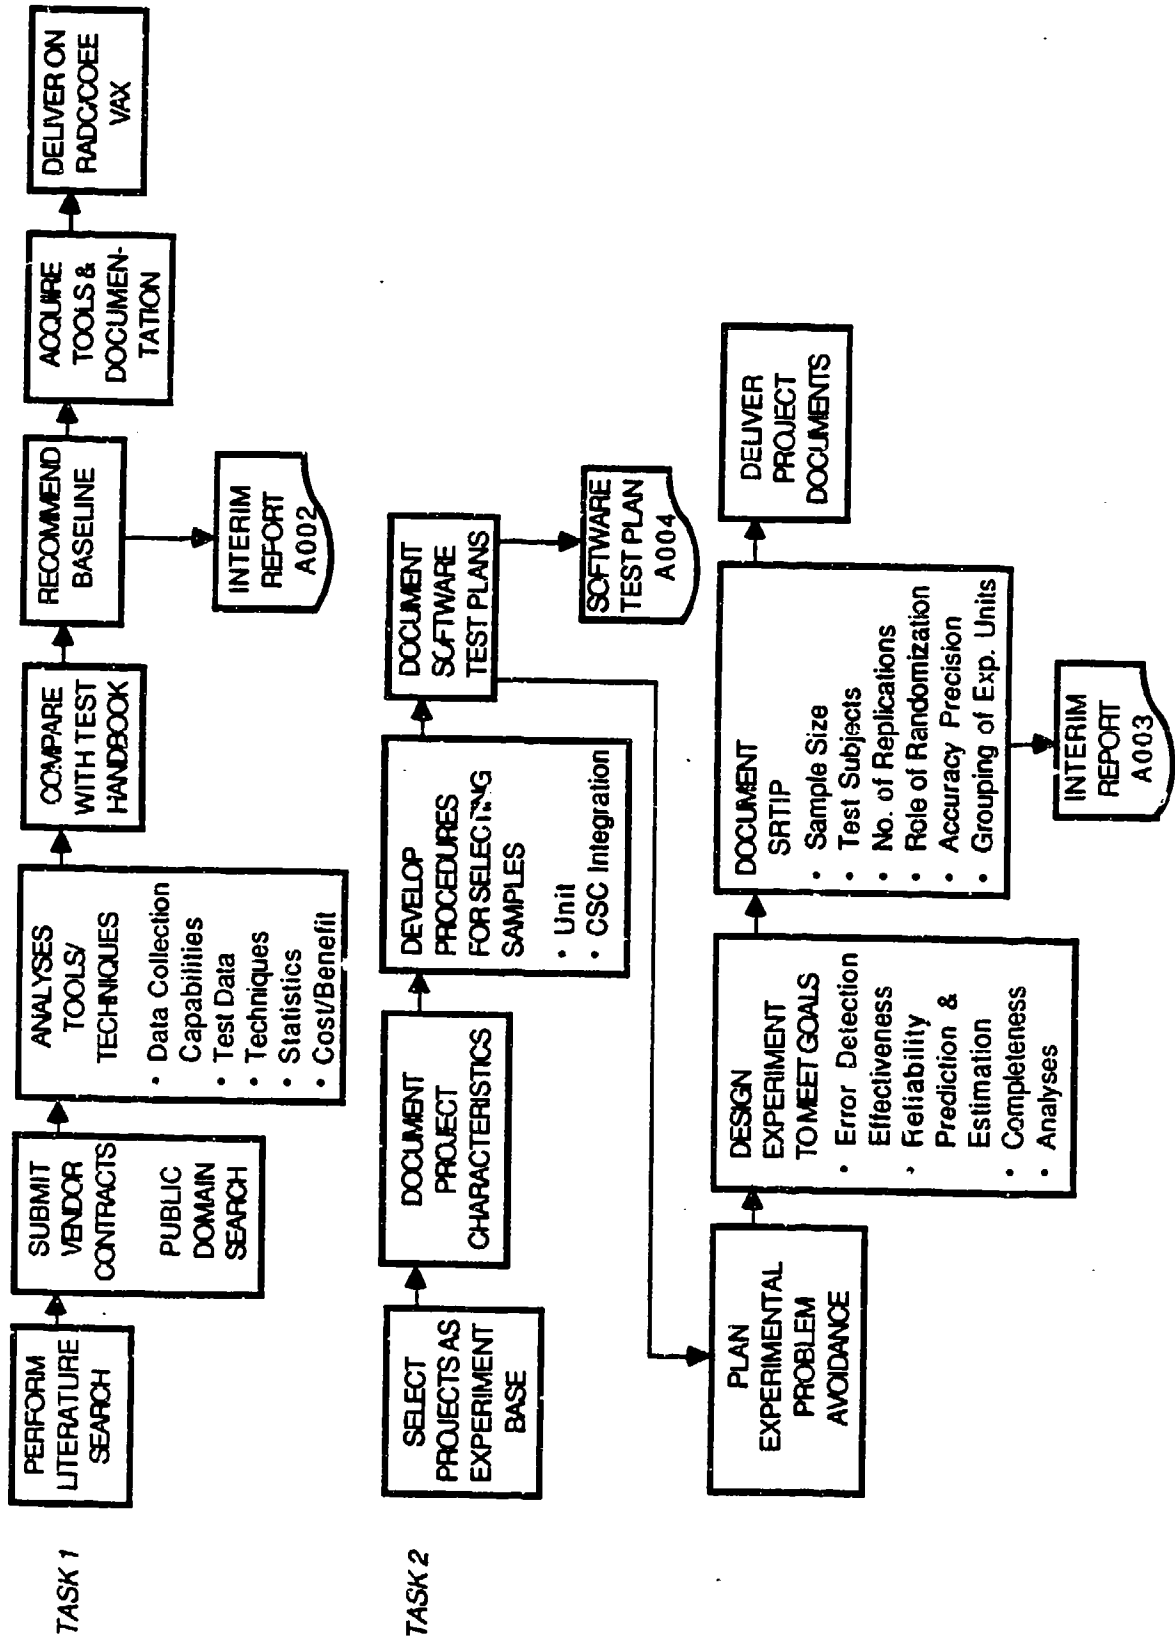 TASK 1
PERFORM
LITERATURE
SEARCH
SUBMIT
VENDOR
CONTRACTS
PUBLIC
DOMAIN
SEARCH
ANALYSES
TOOLS/
TECHNIQUES
• Data Collection
Capabilities
• Test Data
• Techniques
• Statistics
• Cost/Benefit
COMPARE
WITH TEST
HANDBOOK
RECOMMEND
BASELINE
INTERIM
REPORT
A002
ACQUIRE
TOOLS &
DOCUMEN-
TATION
DELIVER ON
RADC/COEE
VAX
TASK 2
SELECT
PROJECTS AS
EXPERIMENT
BASE
DOCUMENT
PROJECT
CHARACTERISTICS
DEVELOP
PROCEDURES
FOR SELECTING
SAMPLES
• Unit
• CSC Integration
DOCUMENT
SOFTWARE
TEST PLANS
SOFTWARE
TEST PLAN
A004
PLAN
EXPERIMENTAL
PROBLEM
AVOIDANCE
DESIGN
EXPERIMENT
TO MEET GOALS
• Error Detection
Effectiveness
• Reliability
Prediction &
Estimation
• Completeness
• Analyses
DOCUMENT
SRTIP
• Sample Size
• Test Subjects
• No. of Replications
• Role of Randomization
• Accuracy Precision
• Grouping of Exp. Units
INTERIM
REPORT
A003
DELIVER
PROJECT
DOCUMENTS